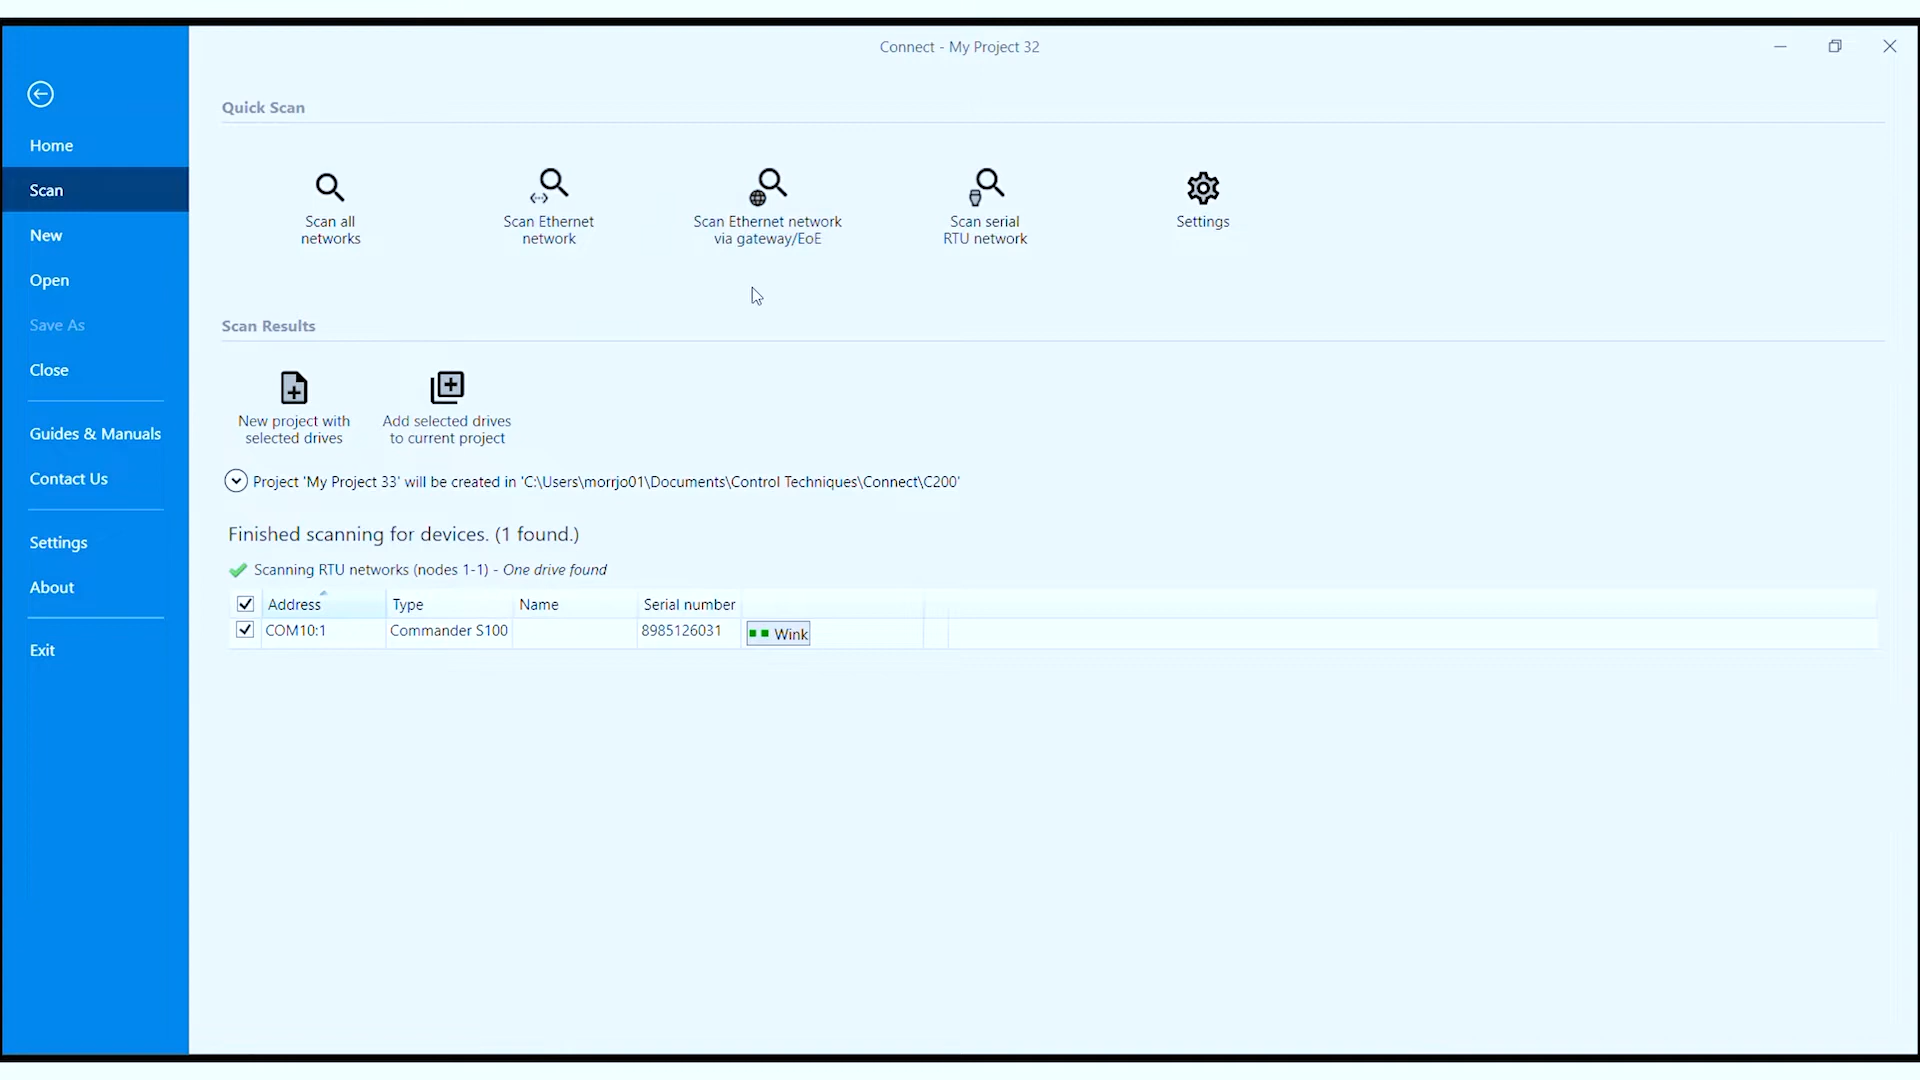 Connect - My Project 32
Home
Scan
New
Open
Save As
Close
Guides & Manuals
Contact Us
Settings
About
Exit
Quick Scan
Scan all
networks
Scan Ethernet
network
Scan Ethernet network
via gateway/EoE
Scan serial
RTU network
Settings
Scan Results
New project with
selected drives
Add selected drives
to current project
Project 'My Project 33' will be created in 'C:\Users\morrjo01\Documents\Control Techniques\Connect\C200'
Finished scanning for devices. (1 found.)
Scanning RTU networks (nodes 1-1) - One drive found
Address Type Name Serial number
COM10:1 Commander S100 8985126031 Wink